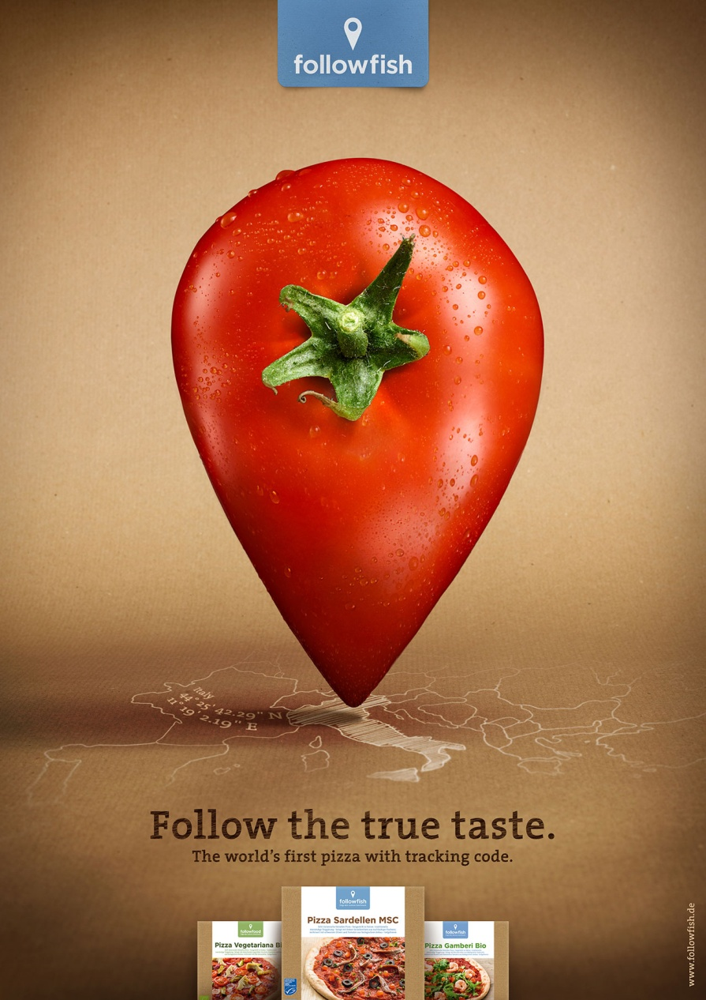 followfish
Italy
44° 25' 42.29" N
11° 19' 2.19" E
Follow the true taste.
The world's first pizza with tracking code.
followfish
Pizza Sardellen MSC
followfood
Pizza Vegetariana Bi
followfish
Pizza Gamberi Bio
www.followfish.de